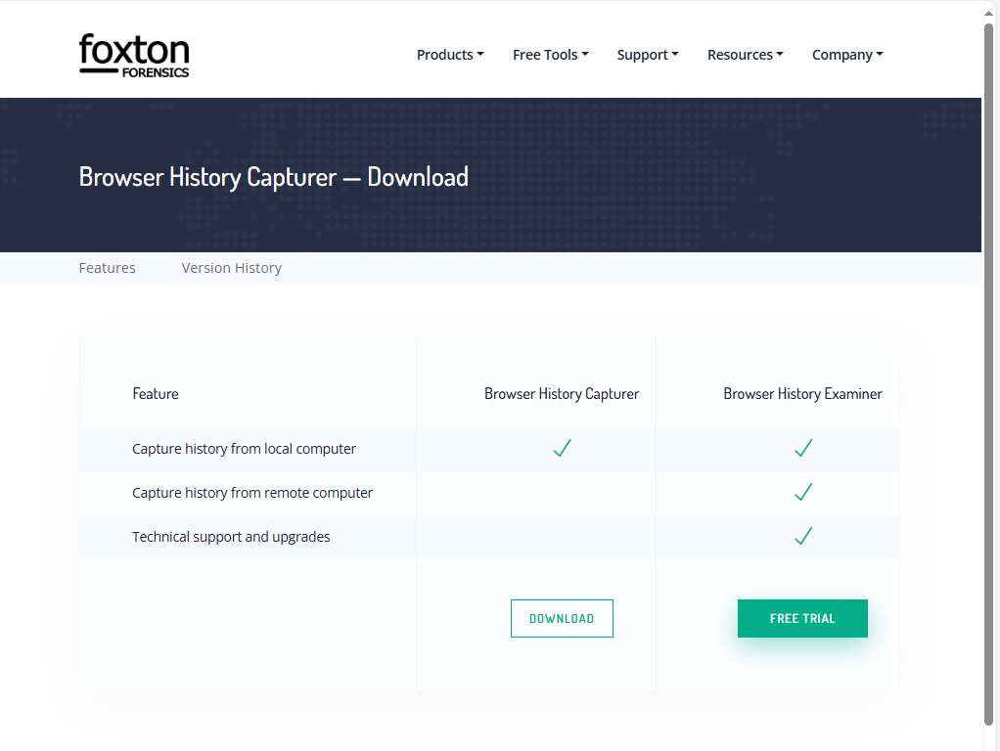 foxton
FORENSICS
Products Free Tools Support Resources Company
Browser History Capturer — Download
Features Version History
Feature Browser History Capturer Browser History Examiner
Capture history from local computer
Capture history from remote computer
Technical support and upgrades
DOWNLOAD FREE TRIAL